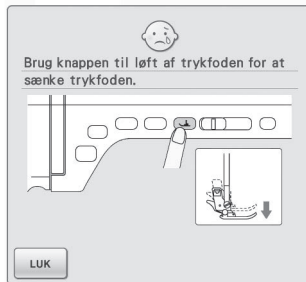 Brug knappen til løft af trykfoden for at
sænke trykfoden.
LUK